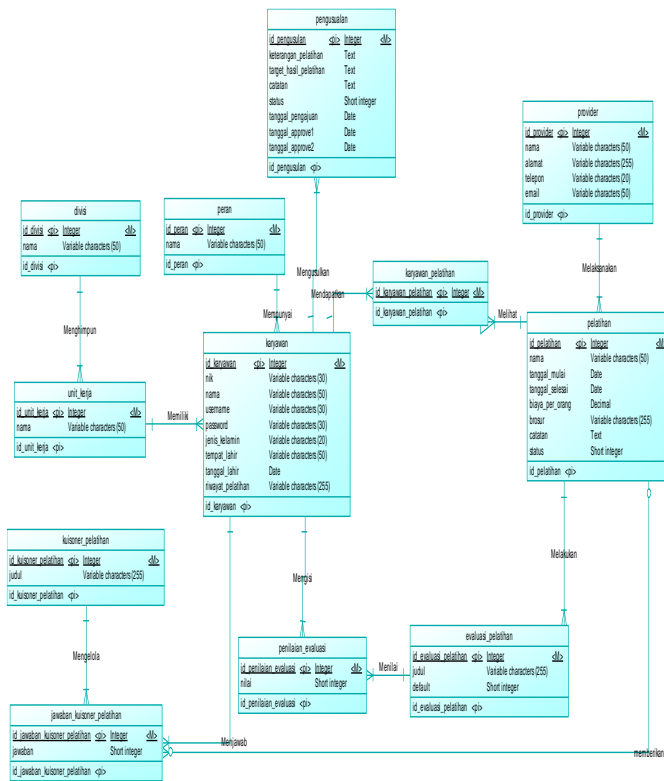 pengusualan
id_pengusulan <pi> Integer <M>
keterangan_pelatihan Text
target_hasil_pelatihan Text
catatan Text
status Short integer
tanggal_pengajuan Date
tanggal_approve1 Date
tanggal_approve2 Date
id_pengusulan <pi>
provider
id_provider <pi> Integer <M>
nama Variable characters (50)
alamat Variable characters (255)
telepon Variable characters (20)
email Variable characters (50)
id_provider <pi>
divisi
id_divisi <pi> Integer <M>
nama Variable characters (50)
id_divisi <pi>
peran
id_peran <pi> Integer <M>
nama Variable characters (50)
id_peran <pi>
Mengusulkan
Mendapatkan
Mempunyai
karyawan_pelatihan
id_karyawan_pelatihan <pi> Integer <M>
id_karyawan_pelatihan <pi>
Melaksanakan
Melihat
Menghimpun
pelatihan
id_pelatihan <pi> Integer <M>
nama Variable characters (50)
tanggal_mulai Date
tanggal_selesai Date
biaya_per_orang Decimal
brosur Variable characters (255)
catatan Text
status Short integer
id_pelatihan <pi>
karyawan
id_karyawan <pi> Integer <M>
nik Variable characters (30)
nama Variable characters (50)
username Variable characters (30)
password Variable characters (30)
jenis_kelamin Variable characters (20)
tempat_lahir Variable characters (50)
tanggal_lahir Date
riwayat_pelatihan Variable characters (255)
id_karyawan <pi>
unit_kerja
id_unit_kerja <pi> Integer <M>
nama Variable characters (50)
id_unit_kerja <pi>
Memiliki
kuisoner_pelatihan
id_kuisoner_pelatihan <pi> Integer <M>
judul Variable characters (255)
id_kuisoner_pelatihan <pi>
Mengisi
Melakukan
Mengelola
penilaian_evaluasi
id_penilaian_evaluasi <pi> Integer <M>
nilai Short integer
id_penilaian_evaluasi <pi>
Menilai
evaluasi_pelatihan
id_evaluasi_pelatihan <pi> Integer <M>
judul Variable characters (255)
default Short integer
id_evaluasi_pelatihan <pi>
jawaban_kuisoner_pelatihan
id_jawaban_kuisoner_pelatihan <pi> Integer <M>
jawaban Short integer
id_jawaban_kuisoner_pelatihan <pi>
Menjawab
memberikan